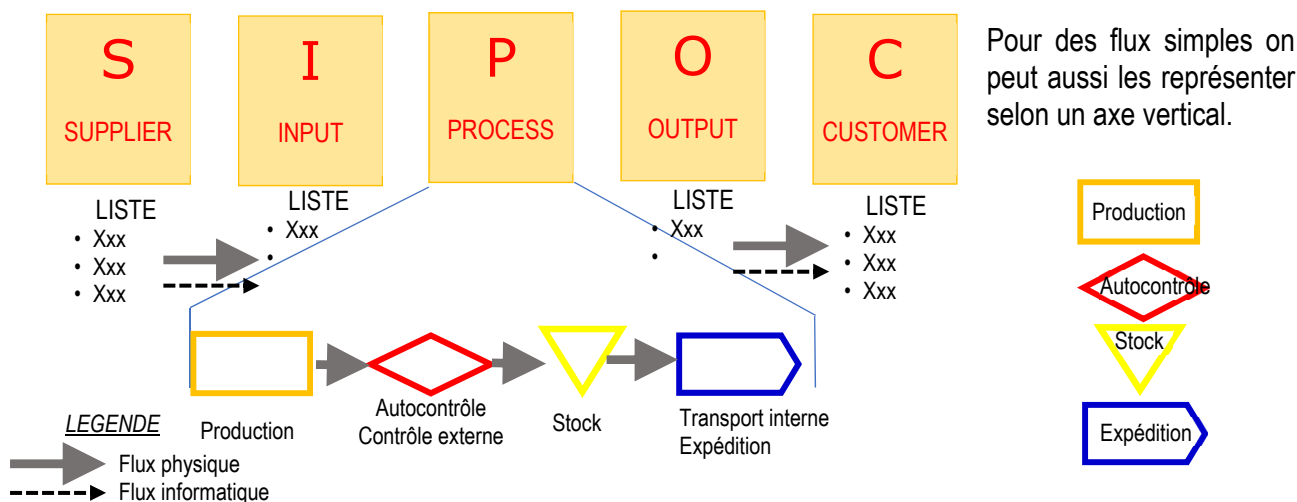 S
SUPPLIER
I
INPUT
P
PROCESS
O
OUTPUT
C
CUSTOMER
Pour des flux simples on
peut aussi les représenter
selon un axe vertical.
LISTE
• Xxx
• Xxx
• Xxx
LISTE
• Xxx
•
LISTE
• Xxx
•
LISTE
• Xxx
• Xxx
• Xxx
Production
Autocontrôle
Contrôle externe
Stock
Transport interne
Expédition
LEGENDE
Flux physique
Flux informatique
Production
Autocontrôle
Stock
Expédition